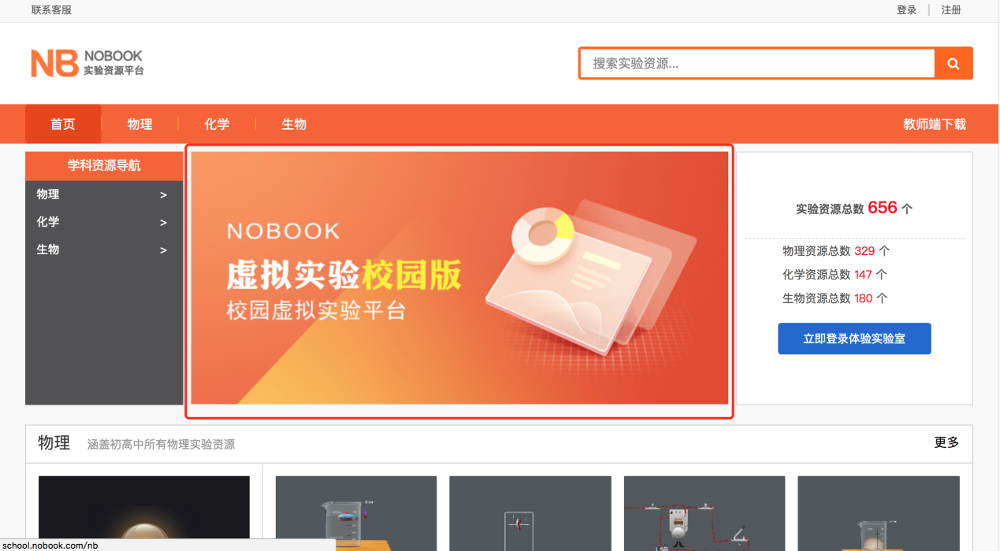 联系客服
登录 | 注册
NB NOBOOK
实验资源平台
搜索实验资源...
首页 物理 化学 生物 教师端下载
学科资源导航
物理 >
化学 >
生物 >
NOBOOK
虚拟实验校园版
校园虚拟实验平台
实验资源总数 656 个
物理资源总数 329 个
化学资源总数 147 个
生物资源总数 180 个
立即登录体验实验室
物理 涵盖初高中所有物理实验资源 更多
school.nobook.com/nb